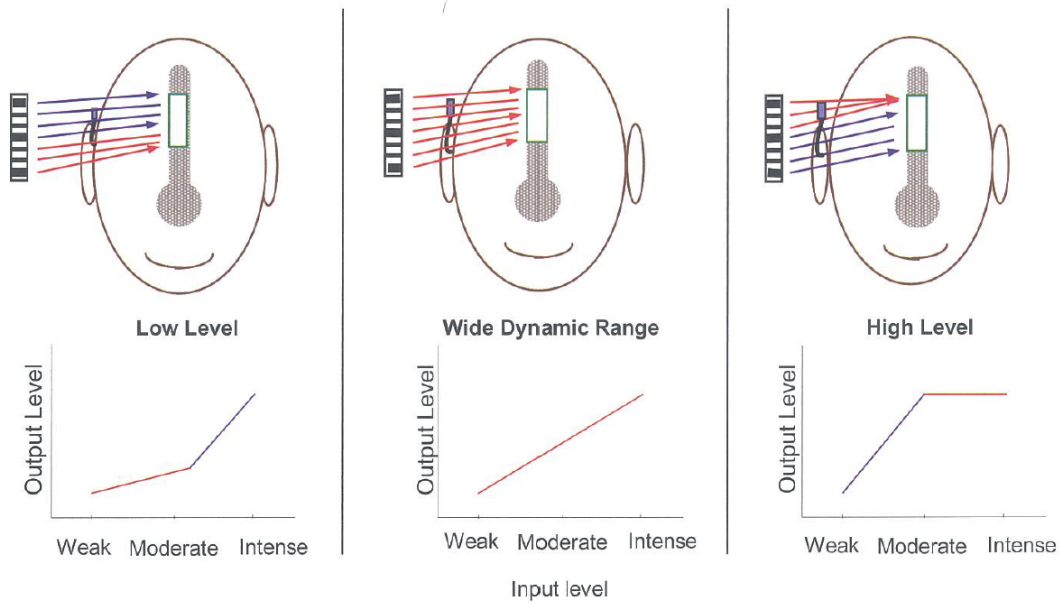 Low Level
Wide Dynamic Range
High Level
Output Level
Weak Moderate Intense
Output Level
Weak Moderate Intense
Output Level
Weak Moderate Intense
Input level